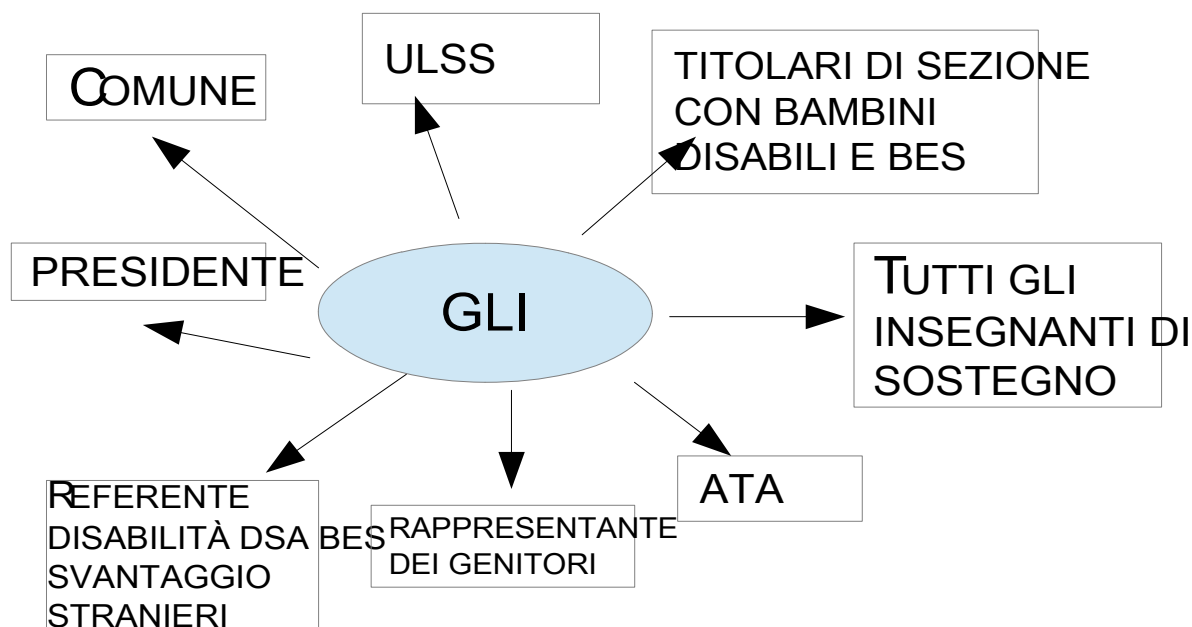 COMUNE
ULSS
TITOLARI DI SEZIONE
CON BAMBINI
DISABILI E BES
PRESIDENTE
GLI
TUTTI GLI
INSEGNANTI DI
SOSTEGNO
REFERENTE
DISABILITÀ DSA BES
SVANTAGGIO
STRANIERI
RAPPRESENTANTE
DEI GENITORI
ATA